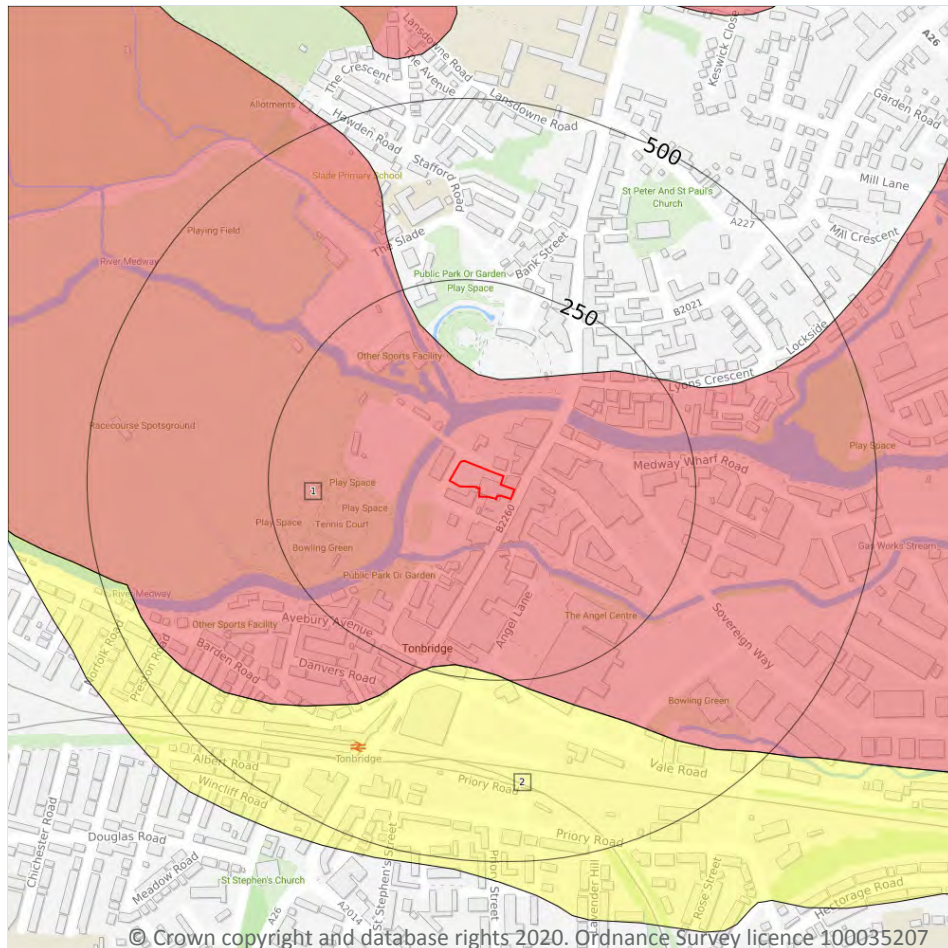 Lansdowne Road
The Avenue
The Crescent
Keswick Close
A26
Garden Road
Allotments
Lansdowne Road
Hawden Road
500
Stafford Road
Slade Primary School
Mill Lane
St Peter And St Paul's
Church
A227
Mill Crescent
Playing Field
The Slade
Bank Street
River Medway
Public Park Or Garden
Play Space
250
B2021
Lockside
Other Sports Facility
Lyons Crescent
Racecourse Spotsground
Play Space
Medway Wharf Road
Play Space
1
Play Space
Play Space
Tennis Court
B2260
Bowling Green
Gas Works Stream
Public Park Or Garden
River Medway
The Angel Centre
Avebury Avenue
Angel Lane
Sovereign Way
Other Sports Facility
Norfolk Road
Preston Road
Barden Road
Tonbridge
Danvers Road
Bowling Green
Tonbridge
Albert Road
Vale Road
Wincliff Road
Priory Road
2
Chichester Road
Douglas Road
Priory Road
St Stephen's Street
Priory Street
Meadow Road
St Stephen's Church
Lavender Hill
Rose Street
Hectorage Road
A26
A2014
© Crown copyright and database rights 2020. Ordnance Survey licence 100035207